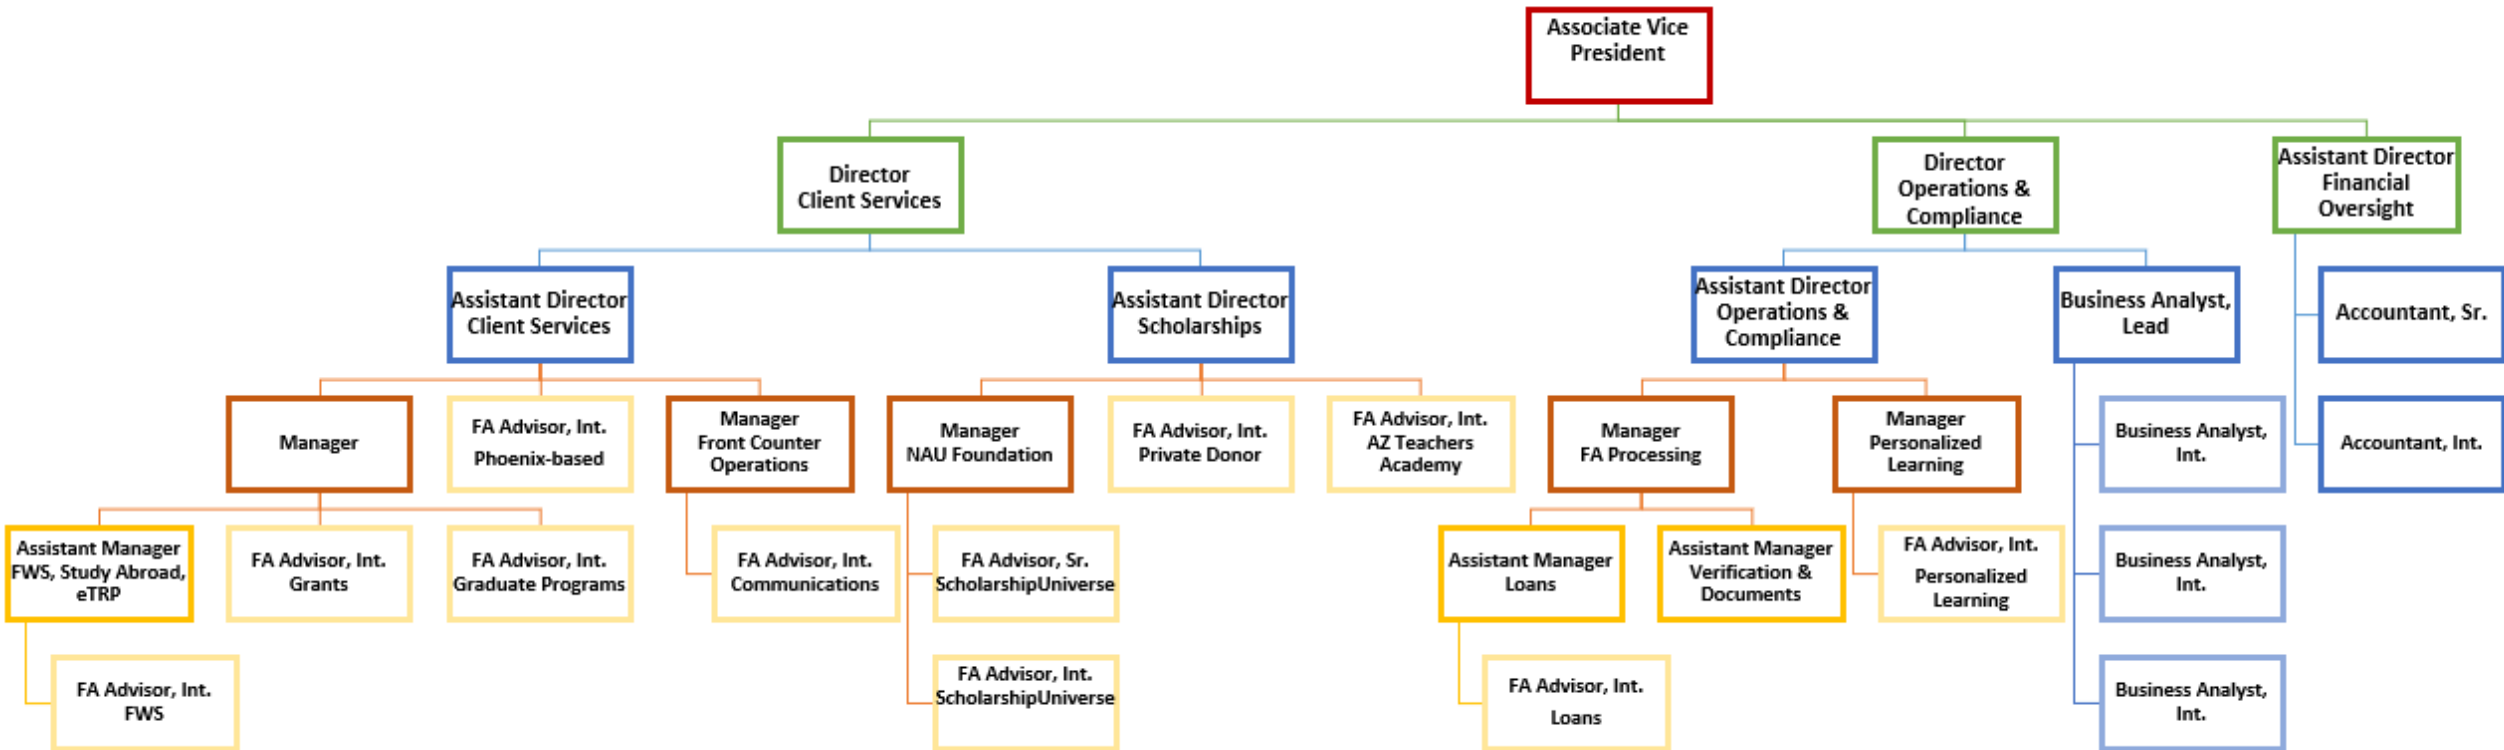 Associate Vice
President
Director
Client Services
Director
Operations &
Compliance
Assistant Director
Financial
Oversight
Assistant Director
Client Services
Assistant Director
Scholarships
Assistant Director
Operations &
Compliance
Business Analyst,
Lead
Accountant, Sr.
Manager
FA Advisor, Int.
Phoenix-based
Manager
Front Counter
Operations
Manager
NAU Foundation
FA Advisor, Int.
Private Donor
FA Advisor, Int.
AZ Teachers
Academy
Manager
FA Processing
Manager
Personalized
Learning
Business Analyst,
Int.
Accountant, Int.
Assistant Manager
FWS, Study Abroad,
eTRP
FA Advisor, Int.
Grants
FA Advisor, Int.
Graduate Programs
FA Advisor, Int.
Communications
FA Advisor, Sr.
ScholarshipUniverse
Assistant Manager
Loans
Assistant Manager
Verification &
Documents
FA Advisor, Int.
Personalized
Learning
Business Analyst,
Int.
FA Advisor, Int.
FWS
FA Advisor, Int.
ScholarshipUniverse
FA Advisor, Int.
Loans
Business Analyst,
Int.